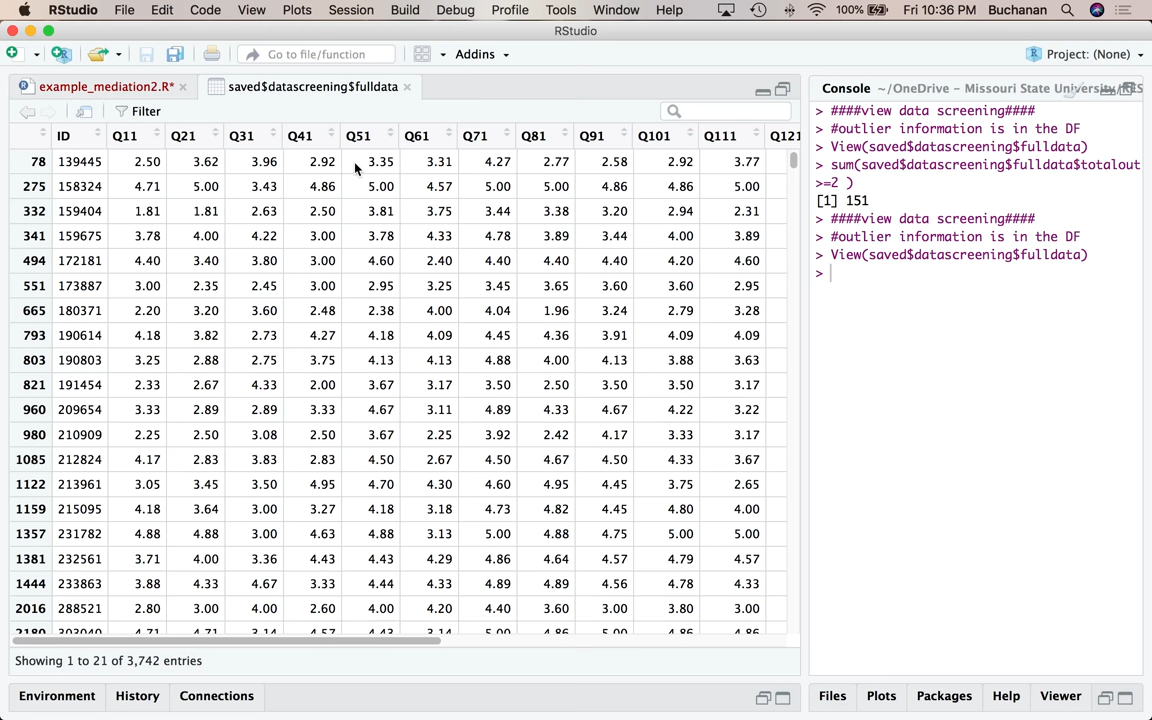 RStudio File Edit Code View Plots Session Build Debug Profile Tools Window Help 100% Fri 10:36 PM Buchanan
RStudio
Go to file/function Addins Project: (None)
example_mediation2.R* saved$datascreening$fulldata
Filter
ID Q11 Q21 Q31 Q41 Q51 Q61 Q71 Q81 Q91 Q101 Q111 Q121
78 139445 2.50 3.62 3.96 2.92 3.35 3.31 4.27 2.77 2.58 2.92 3.77
275 158324 4.71 5.00 3.43 4.86 5.00 4.57 5.00 5.00 4.86 4.86 5.00
332 159404 1.81 1.81 2.63 2.50 3.81 3.75 3.44 3.38 3.20 2.94 2.31
341 159675 3.78 4.00 4.22 3.00 3.78 4.33 4.78 3.89 3.44 4.00 3.89
494 172181 4.40 3.40 3.80 3.00 4.60 2.40 4.40 4.40 4.40 4.20 4.60
551 173887 3.00 2.35 2.45 3.00 2.95 3.25 3.45 3.65 3.60 3.60 2.95
665 180371 2.20 3.20 3.60 2.48 2.38 4.00 4.04 1.96 3.24 2.79 3.28
793 190614 4.18 3.82 2.73 4.27 4.18 4.09 4.45 4.36 3.91 4.09 4.09
803 190803 3.25 2.88 2.75 3.75 4.13 4.13 4.88 4.00 4.13 3.88 3.63
821 191454 2.33 2.67 4.33 2.00 3.67 3.17 3.50 2.50 3.50 3.50 3.17
960 209654 3.33 2.89 2.89 3.33 4.67 3.11 4.89 4.33 4.67 4.22 3.22
980 210909 2.25 2.50 3.08 2.50 3.67 2.25 3.92 2.42 4.17 3.33 3.17
1085 212824 4.17 2.83 3.83 2.83 4.50 2.67 4.50 4.67 4.50 4.33 3.67
1122 213961 3.05 3.45 3.50 4.95 4.70 4.30 4.60 4.95 4.45 3.75 2.65
1159 215095 4.18 3.64 3.00 3.27 4.18 3.18 4.73 4.82 4.45 4.80 4.00
1357 231782 4.88 4.88 3.00 4.63 4.88 3.13 5.00 4.88 4.75 5.00 5.00
1381 232561 3.71 4.00 3.36 4.43 4.43 4.29 4.86 4.64 4.57 4.79 4.57
1444 233863 3.88 4.33 4.67 3.33 4.44 4.33 4.89 4.89 4.56 4.78 4.33
2016 288521 2.80 3.00 4.00 2.60 4.00 4.20 4.40 3.60 3.00 3.80 3.00
2180 303040 4.71 4.71 3.14 4.57 4.43 3.14 5.00 4.86 5.00 4.86 4.86
Showing 1 to 21 of 3,742 entries
Environment History Connections
Console ~/OneDrive – Missouri State University/
> ####view data screening####
> #outlier information is in the DF
> View(saved$datascreening$fulldata)
> sum(saved$datascreening$fulldata$totalout
>=2 )
[1] 151
> ####view data screening####
> #outlier information is in the DF
> View(saved$datascreening$fulldata)
>
Files Plots Packages Help Viewer